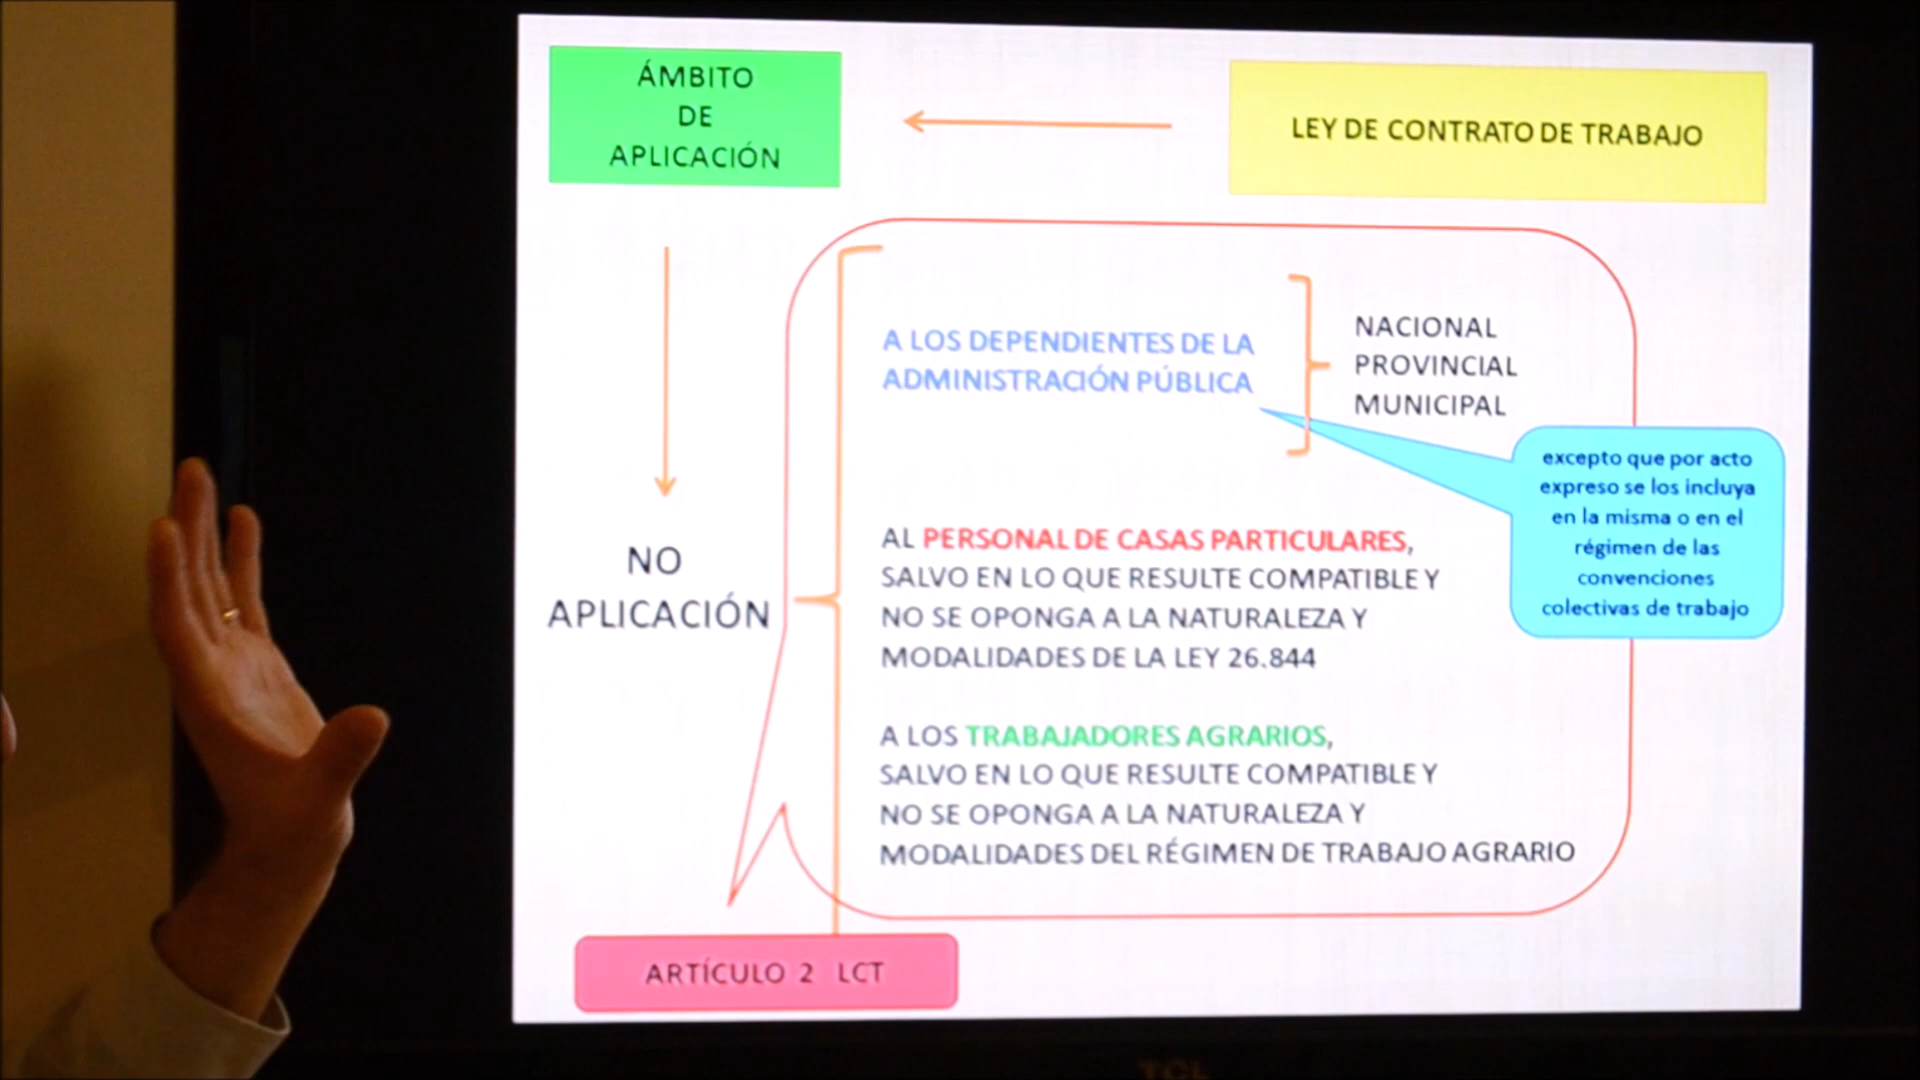 ÁMBITO
DE
APLICACIÓN
LEY DE CONTRATO DE TRABAJO
NO
APLICACIÓN
A LOS DEPENDIENTES DE LA
ADMINISTRACIÓN PÚBLICA
NACIONAL
PROVINCIAL
MUNICIPAL
excepto que por acto
expreso se los incluya
en la misma o en el
régimen de las
convenciones
colectivas de trabajo
AL PERSONAL DE CASAS PARTICULARES,
SALVO EN LO QUE RESULTE COMPATIBLE Y
NO SE OPONGA A LA NATURALEZA Y
MODALIDADES DE LA LEY 26.844
A LOS TRABAJADORES AGRARIOS,
SALVO EN LO QUE RESULTE COMPATIBLE Y
NO SE OPONGA A LA NATURALEZA Y
MODALIDADES DEL RÉGIMEN DE TRABAJO AGRARIO
ARTÍCULO 2 LCT
TCL